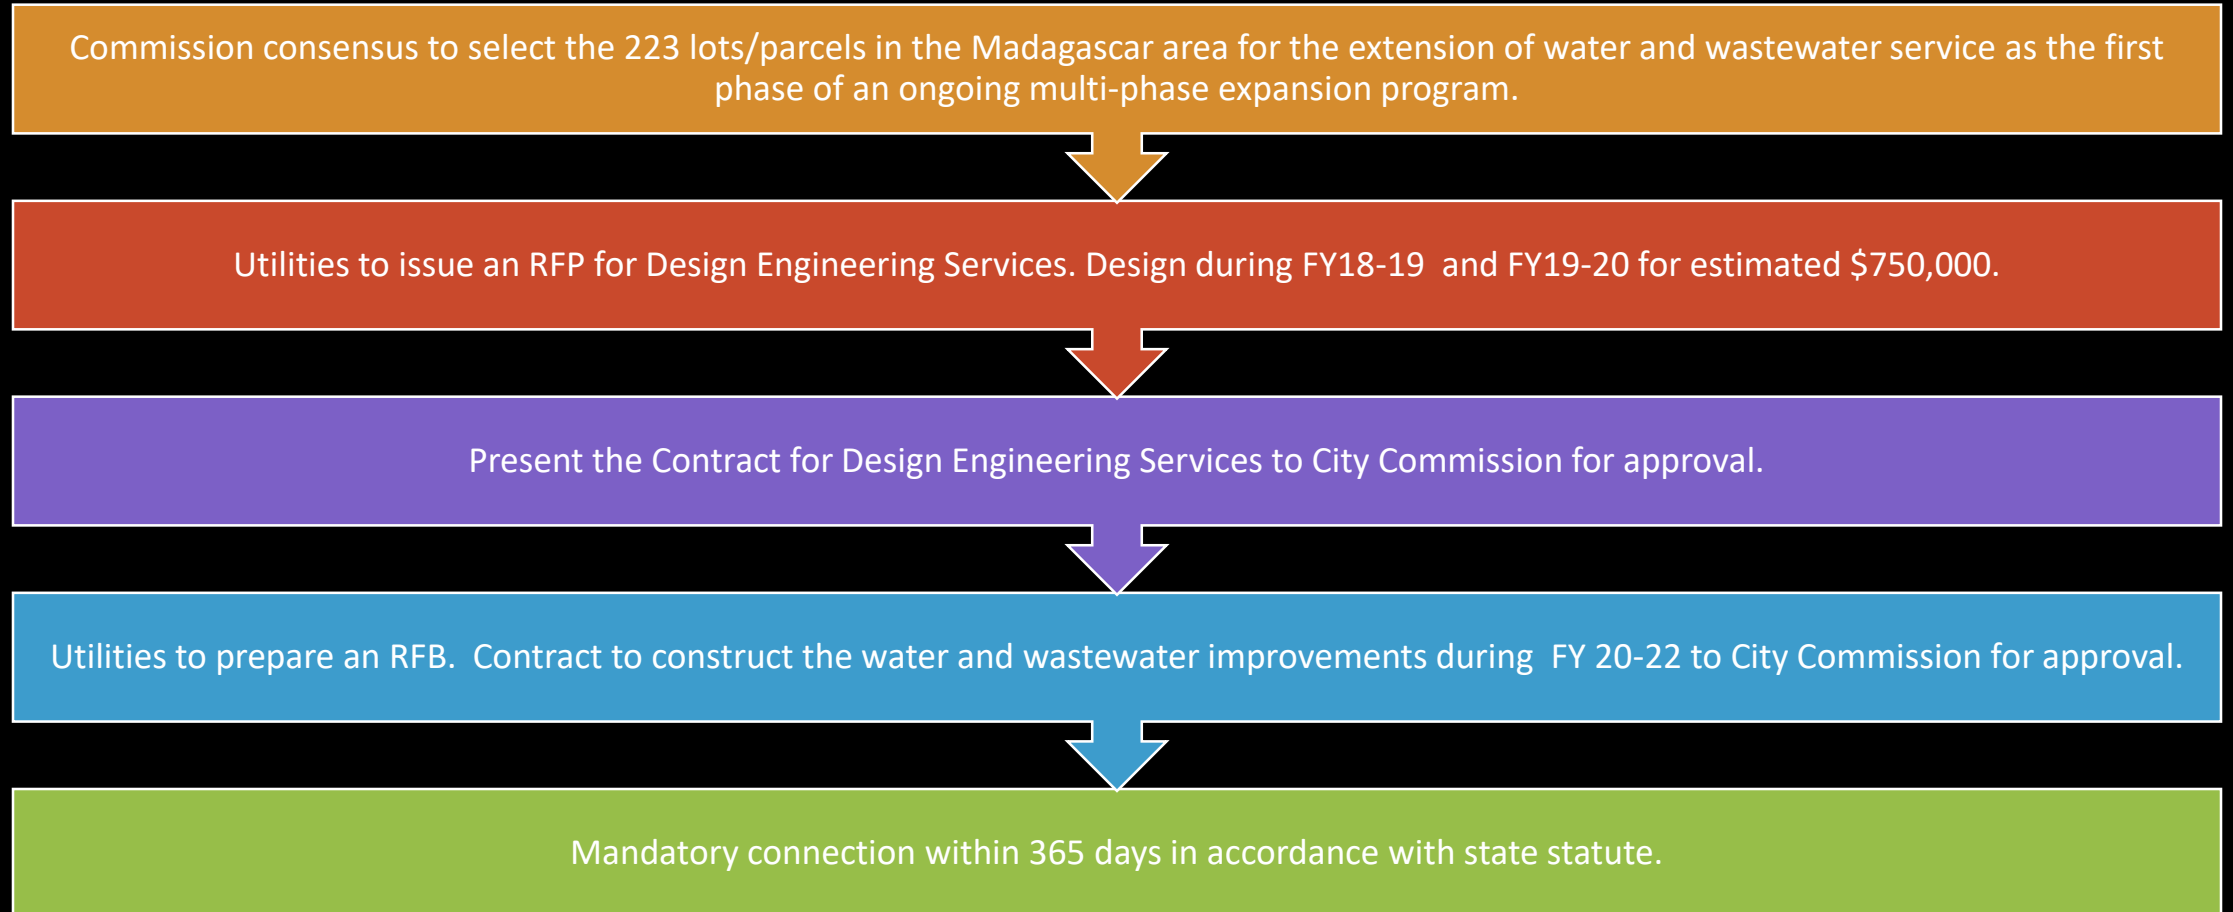 Commission consensus to select the 223 lots/parcels in the Madagascar area for the extension of water and wastewater service as the first
phase of an ongoing multi-phase expansion program.
Utilities to issue an RFP for Design Engineering Services. Design during FY18-19  and FY19-20 for estimated $750,000.
Present the Contract for Design Engineering Services to City Commission for approval.
Utilities to prepare an RFB.  Contract to construct the water and wastewater improvements during  FY 20-22 to City Commission for approval.
Mandatory connection within 365 days in accordance with state statute.